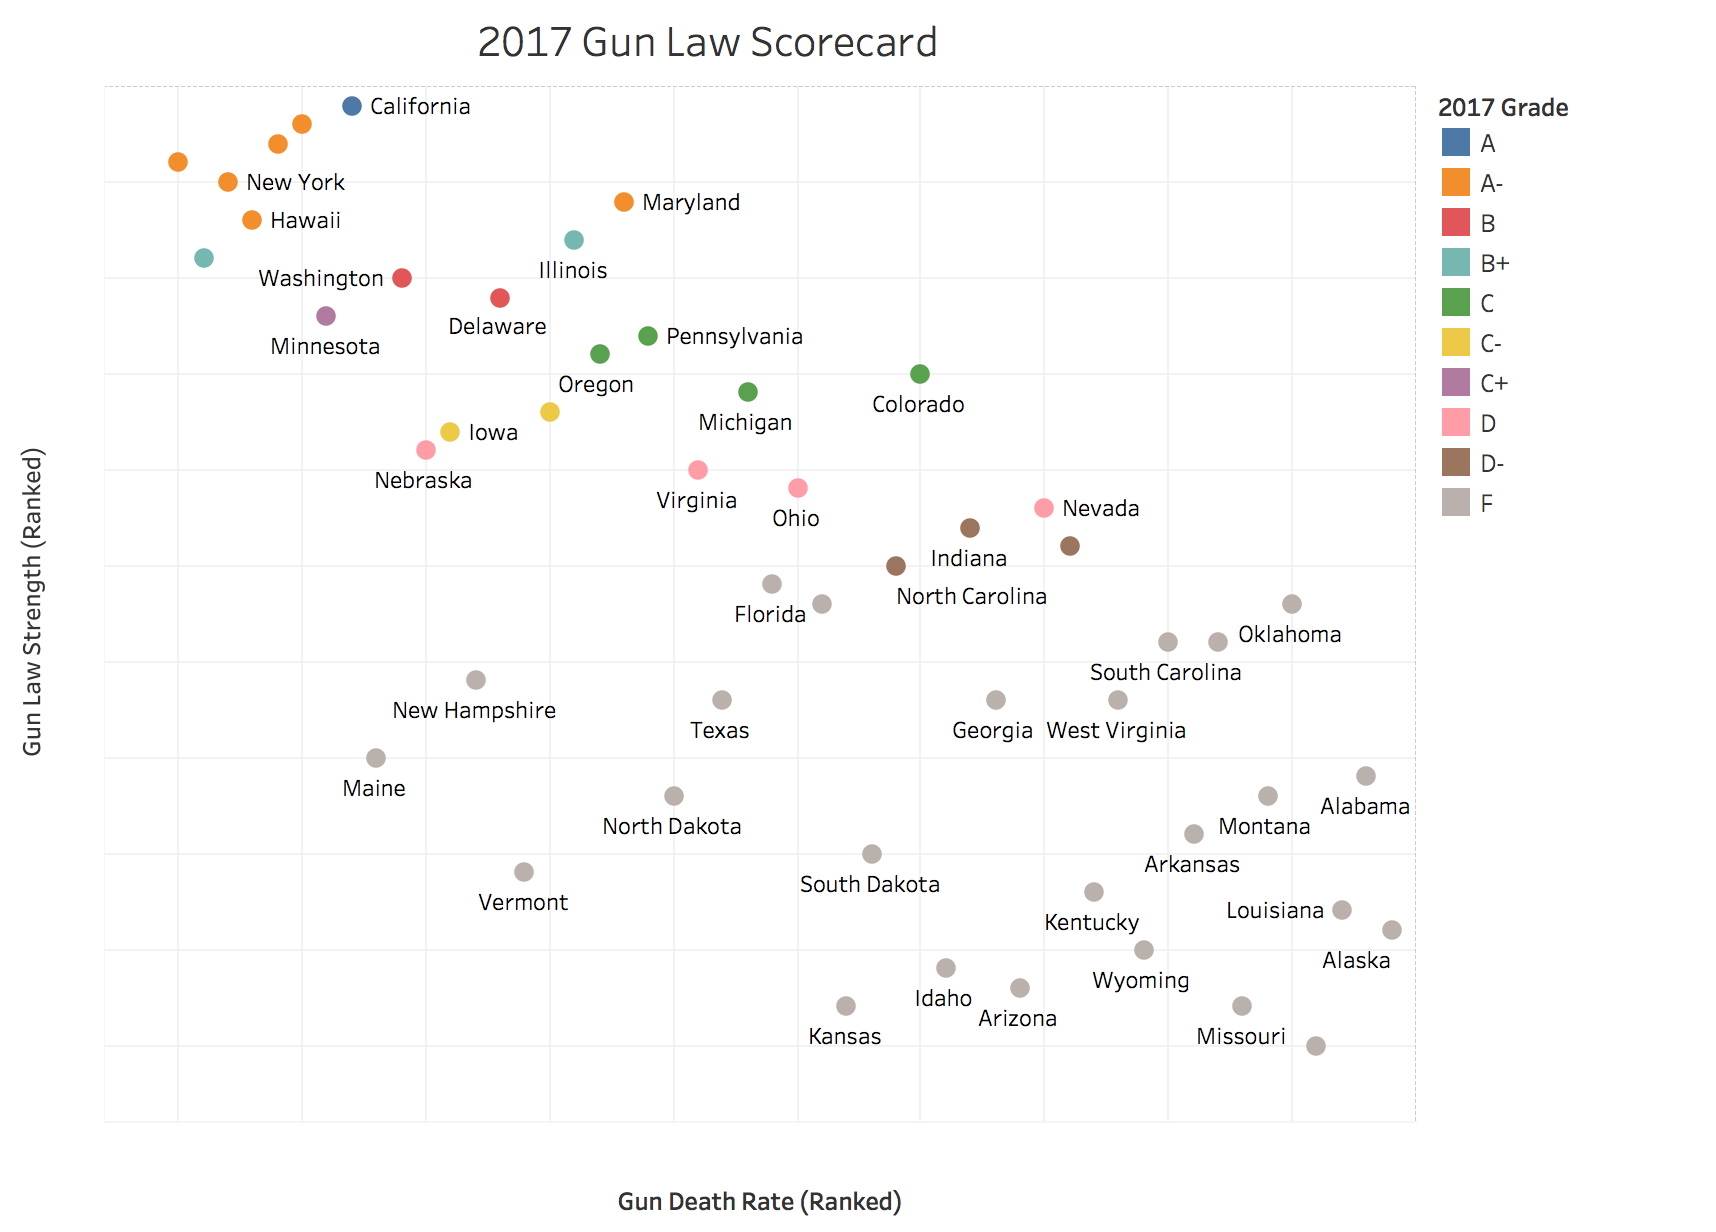 2017 Gun Law Scorecard
California
New York
Maryland
Hawaii
Illinois
Washington
Delaware
Minnesota
Pennsylvania
Oregon
Colorado
Michigan
Iowa
Nebraska
Virginia
Ohio
Nevada
Indiana
North Carolina
Florida
Oklahoma
South Carolina
New Hampshire
Texas
Georgia
West Virginia
Maine
Alabama
North Dakota
Montana
Arkansas
South Dakota
Vermont
Kentucky
Louisiana
Alaska
Wyoming
Idaho
Arizona
Kansas
Missouri
Gun Law Strength (Ranked)
Gun Death Rate (Ranked)
2017 Grade
A
A-
B
B+
C
C-
C+
D
D-
F